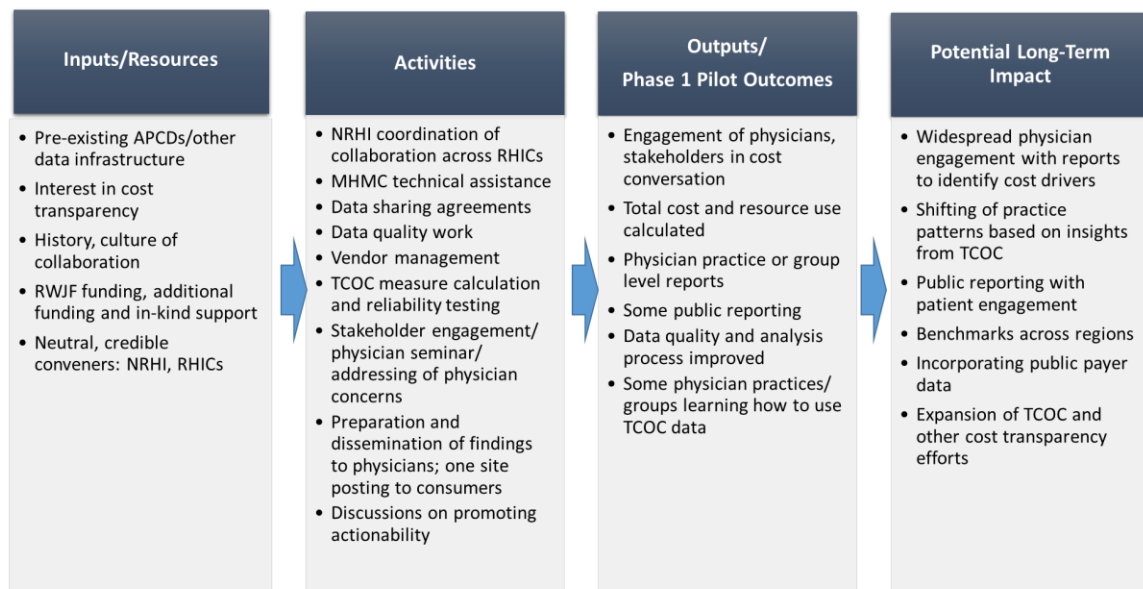 Inputs/Resources
• Pre-existing APCDs/other
data infrastructure
• Interest in cost
transparency
• History, culture of
collaboration
• RWJF funding, additional
funding and in-kind support
• Neutral, credible
conveners: NRHI, RHICs
Activities
• NRHI coordination of
collaboration across RHICs
• MHMC technical assistance
• Data sharing agreements
• Data quality work
• Vendor management
• TCOC measure calculation
and reliability testing
• Stakeholder engagement/
physician seminar/
addressing of physician
concerns
• Preparation and
dissemination of findings
to physicians; one site
posting to consumers
• Discussions on promoting
actionability
Outputs/
Phase 1 Pilot Outcomes
• Engagement of physicians,
stakeholders in cost
conversation
• Total cost and resource use
calculated
• Physician practice or group
level reports
• Some public reporting
• Data quality and analysis
process improved
• Some physician practices/
groups learning how to use
TCOC data
Potential Long-Term
Impact
• Widespread physician
engagement with reports
to identify cost drivers
• Shifting of practice
patterns based on insights
from TCOC
• Public reporting with
patient engagement
• Benchmarks across regions
• Incorporating public payer
data
• Expansion of TCOC and
other cost transparency
efforts